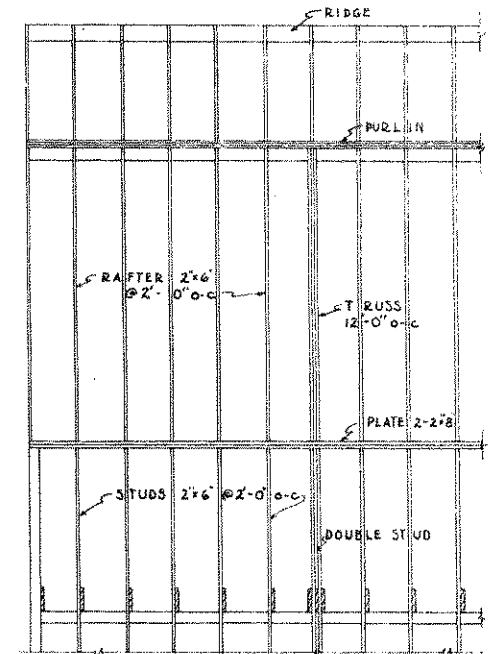 RIDGE
PURLIN
RAFTER 2"x6"
@ 2'-0" o-c
TRUSS
12'-0" o-c
PLATE 2-2"x8"
STUDS 2"x6" @ 2'-0" o-c
DOUBLE STUD